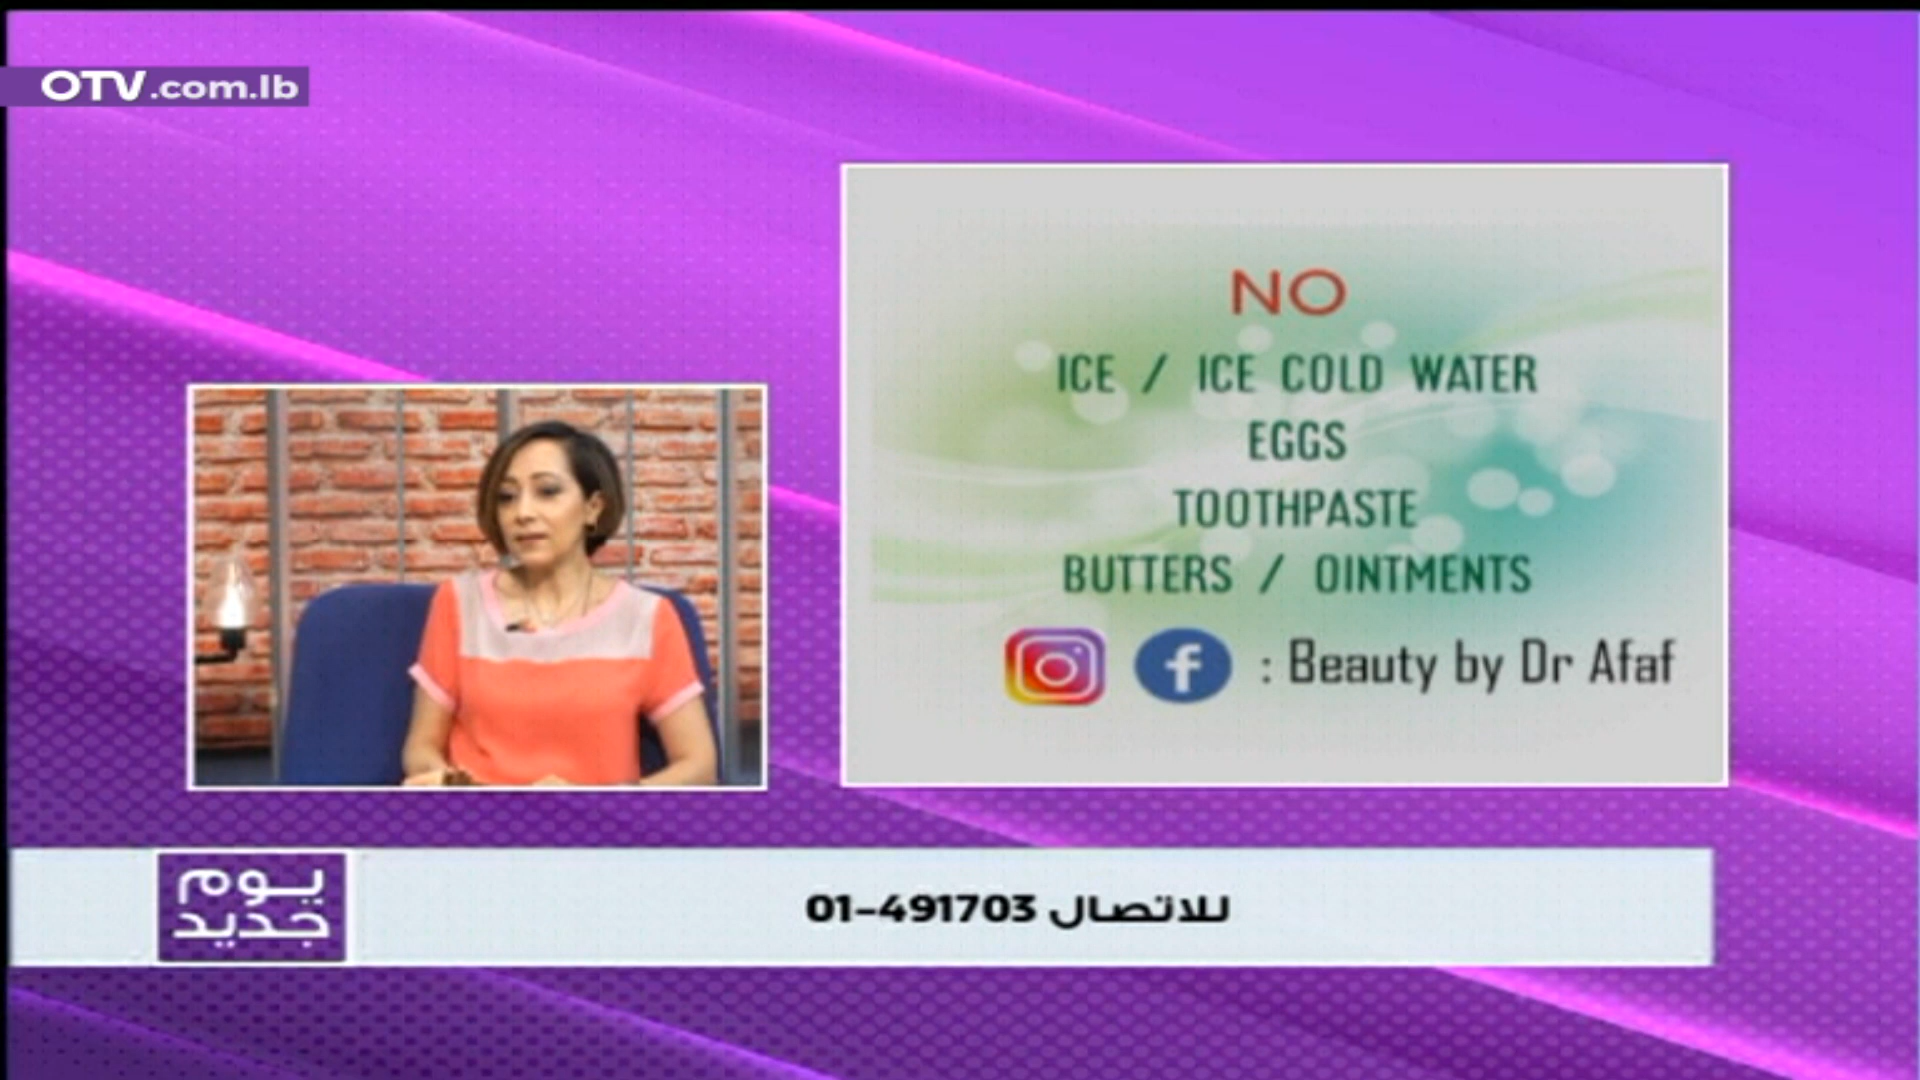 OTV.com.lb
NO
ICE / ICE COLD WATER
EGGS
TOOTHPASTE
BUTTERS / OINTMENTS
: Beauty by Dr Afaf
يوم
جديد
للاتصال 01-491703